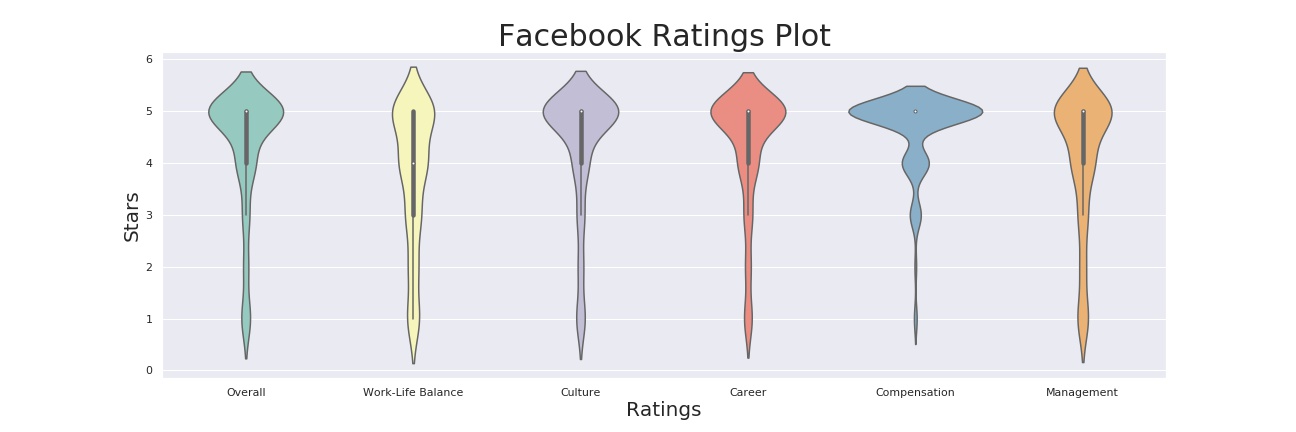 Facebook Ratings Plot
Stars
6
5
4
3
2
1
0
Overall
Work-Life Balance
Culture
Career
Compensation
Management
Ratings